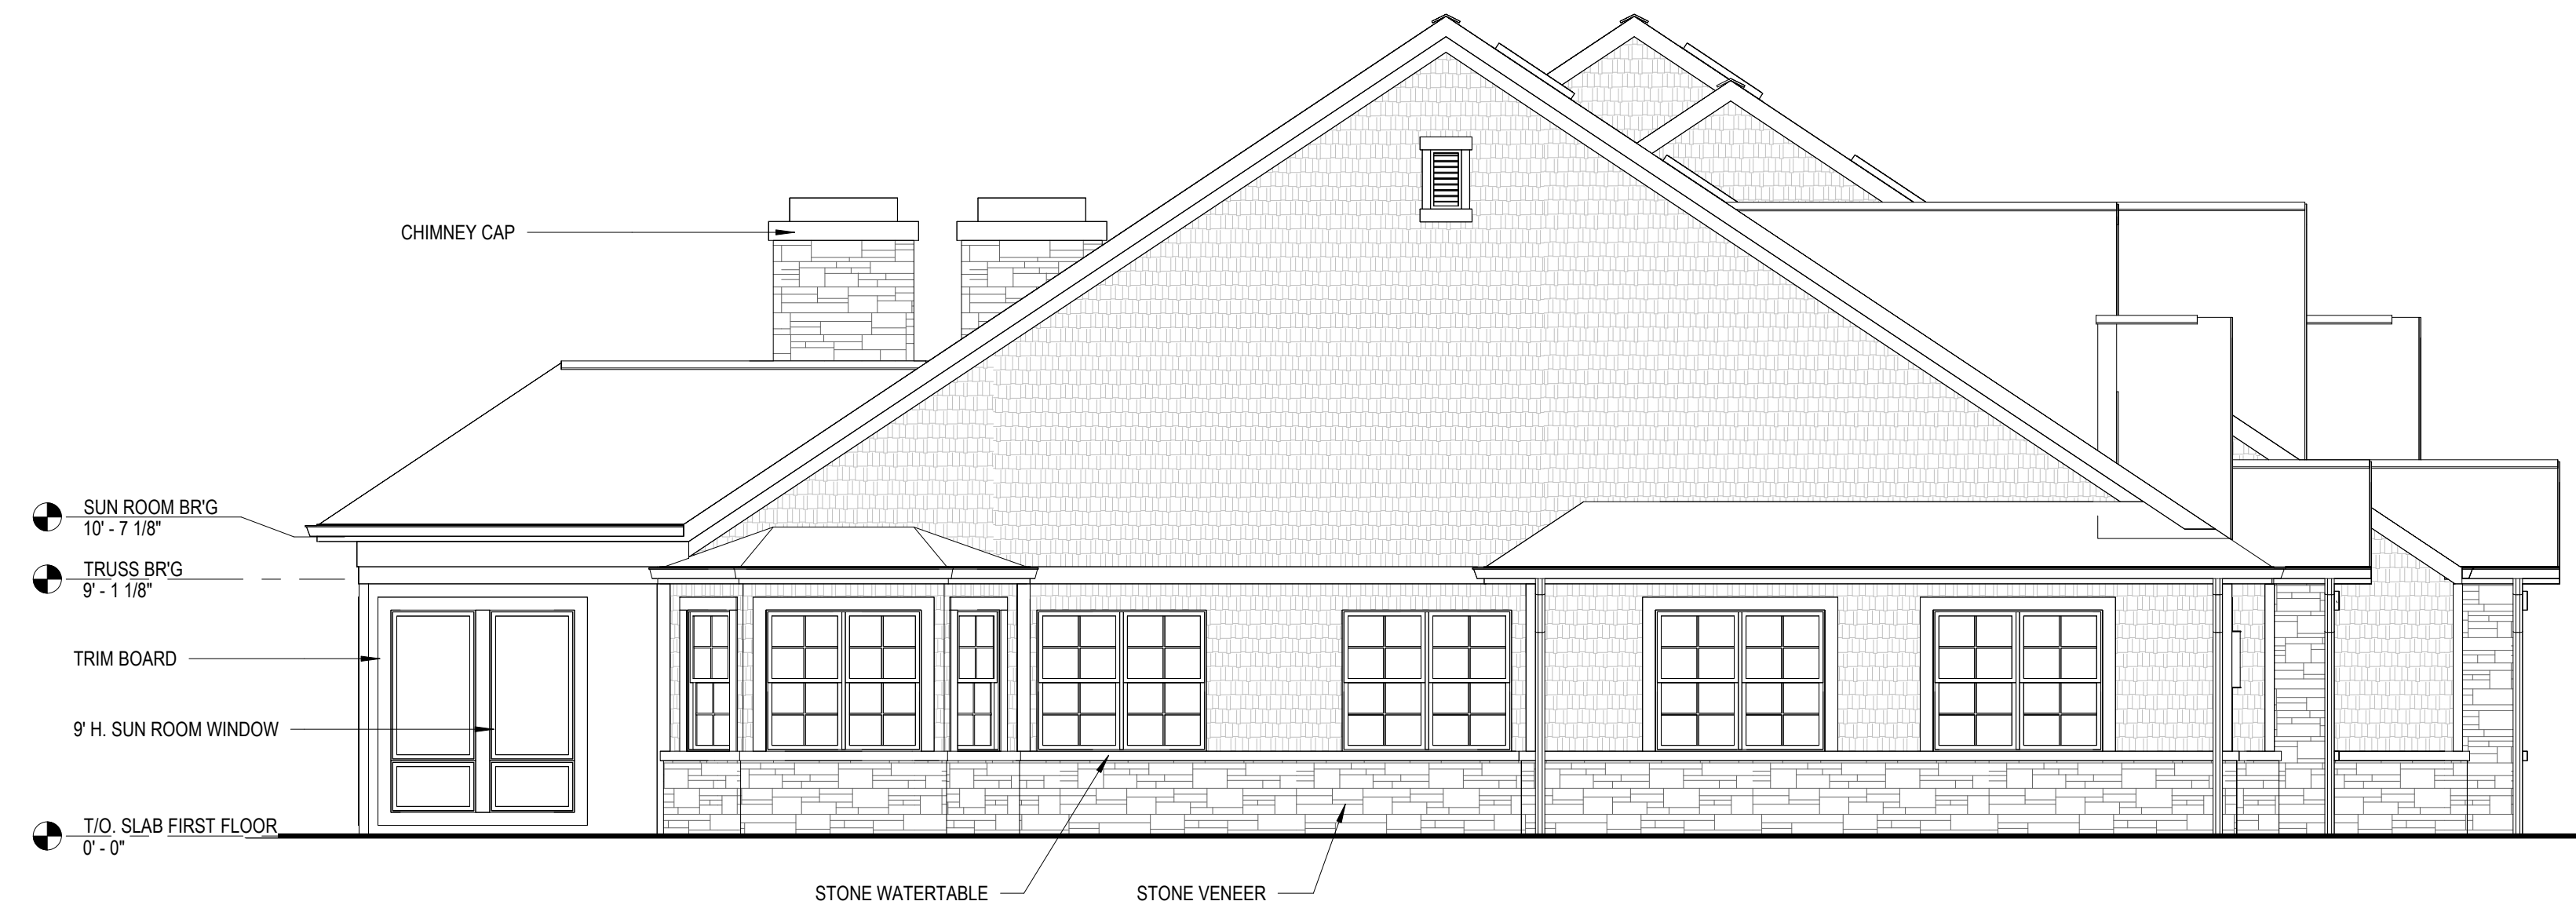 CHIMNEY CAP
SUN ROOM BR'G
10' - 7 1/8"
TRUSS BR'G
9' - 1 1/8"
TRIM BOARD
9' H. SUN ROOM WINDOW
T/O. SLAB FIRST FLOOR
0' - 0"
STONE WATERTABLE
STONE VENEER